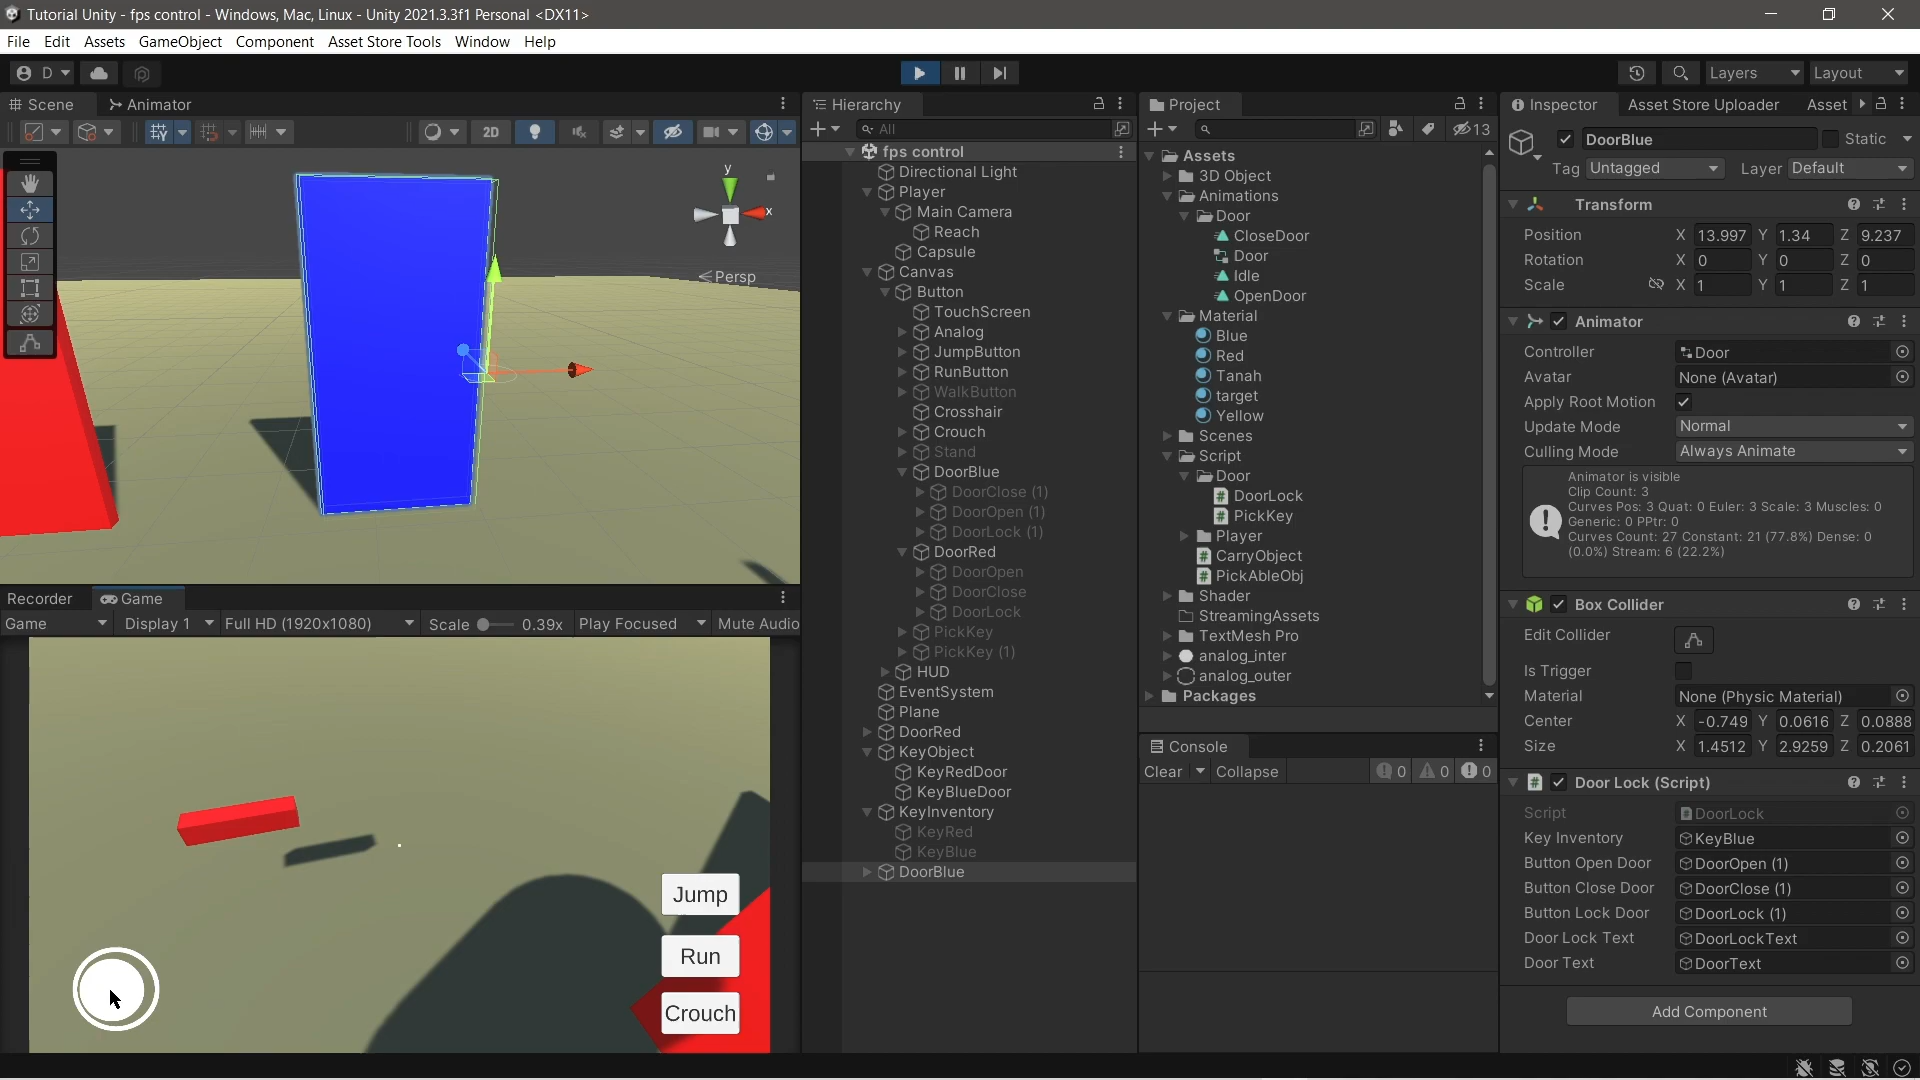 Tutorial Unity - fps control - Windows, Mac, Linux - Unity 2021.3.3f1 Personal <DX11>
File Edit Assets GameObject Component Asset Store Tools Window Help
D
Layers
Layout
Scene
Animator
2D
y
x
Persp
Recorder
Game
Game
Display 1
Full HD (1920x1080)
Scale
0.39x
Play Focused
Mute Audio
Jump
Run
Crouch
Hierarchy
All
fps control
Directional Light
Player
Main Camera
Reach
Capsule
Canvas
Button
TouchScreen
Analog
JumpButton
RunButton
WalkButton
Crosshair
Crouch
Stand
DoorBlue
DoorClose (1)
DoorOpen (1)
DoorLock (1)
DoorRed
DoorOpen
DoorClose
DoorLock
PickKey
PickKey (1)
HUD
EventSystem
Plane
DoorRed
KeyObject
KeyRedDoor
KeyBlueDoor
KeyInventory
KeyRed
KeyBlue
DoorBlue
Project
13
Assets
3D Object
Animations
Door
CloseDoor
Door
Idle
OpenDoor
Material
Blue
Red
Tanah
target
Yellow
Scenes
Script
Door
DoorLock
PickKey
Player
CarryObject
PickAbleObj
Shader
StreamingAssets
TextMesh Pro
analog_inter
analog_outer
Packages
Console
Clear
Collapse
0
0
0
Inspector
Asset Store Uploader
Asset
DoorBlue
Static
Tag Untagged
Layer Default
Transform
Position X 13.997 Y 1.34 Z 9.237
Rotation X 0 Y 0 Z 0
Scale X 1 Y 1 Z 1
Animator
Controller Door
Avatar None (Avatar)
Apply Root Motion
Update Mode Normal
Culling Mode Always Animate
Animator is visible
Clip Count: 3
Curves Pos: 3 Quat: 0 Euler: 3 Scale: 3 Muscles: 0
Generic: 0 PPtr: 0
Curves Count: 27 Constant: 21 (77.8%) Dense: 0
(0.0%) Stream: 6 (22.2%)
Box Collider
Edit Collider
Is Trigger
Material None (Physic Material)
Center X -0.749 Y 0.0616 Z 0.0888
Size X 1.4512 Y 2.9259 Z 0.2061
Door Lock (Script)
Script DoorLock
Key Inventory KeyBlue
Button Open Door DoorOpen (1)
Button Close Door DoorClose (1)
Button Lock Door DoorLock (1)
Door Lock Text DoorLockText
Door Text DoorText
Add Component